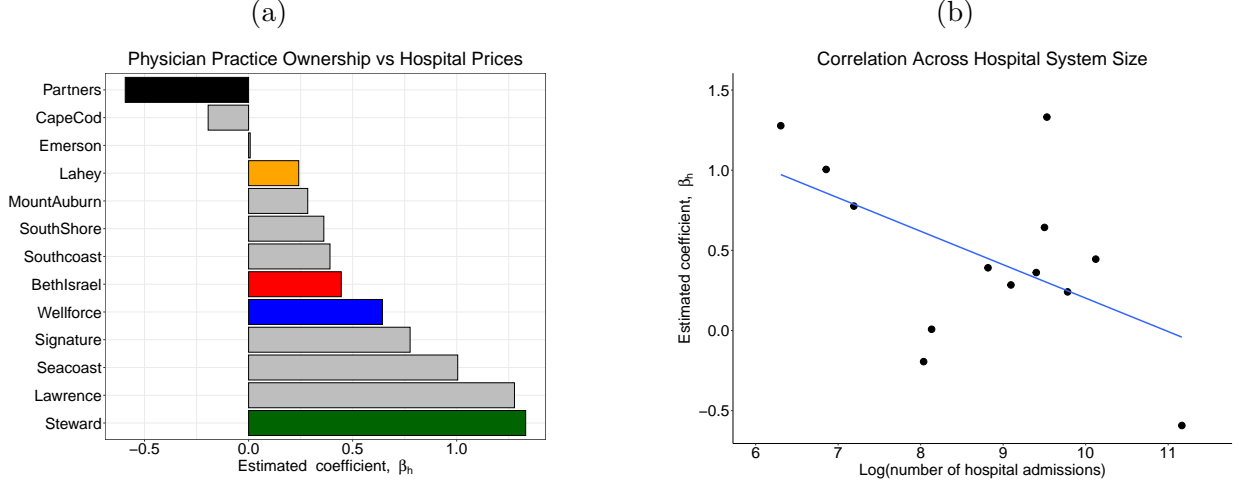 (a)
Physician Practice Ownership vs Hospital Prices
Partners
CapeCod
Emerson
Lahey
MountAuburn
SouthShore
Southcoast
BethIsrael
Wellforce
Signature
Seacoast
Lawrence
Steward
−0.5 0.0 0.5 1.0
Estimated coefficient, βh
(b)
Correlation Across Hospital System Size
Estimated coefficient, βh
1.5
1.0
0.5
0.0
−0.5
6 7 8 9 10 11
Log(number of hospital admissions)